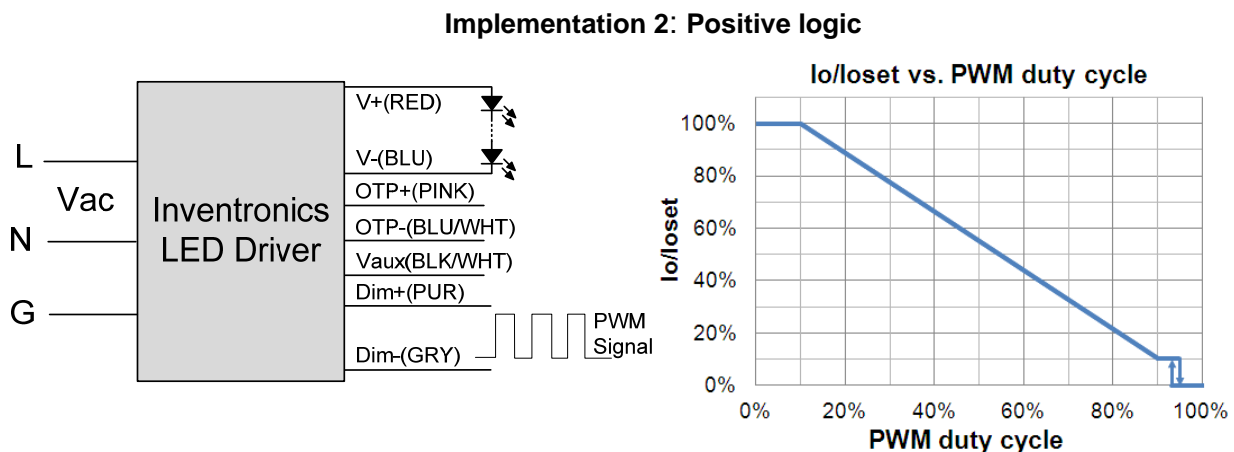 Implementation 2: Positive logic
L
Vac
N
G
Inventronics
LED Driver
V+(RED)
V-(BLU)
OTP+(PINK)
OTP-(BLU/WHT)
Vaux(BLK/WHT)
Dim+(PUR)
Dim-(GRY)
PWM
Signal
Io/Ioset vs. PWM duty cycle
Io/Ioset
100%
80%
60%
40%
20%
0%
0% 20% 40% 60% 80% 100%
PWM duty cycle